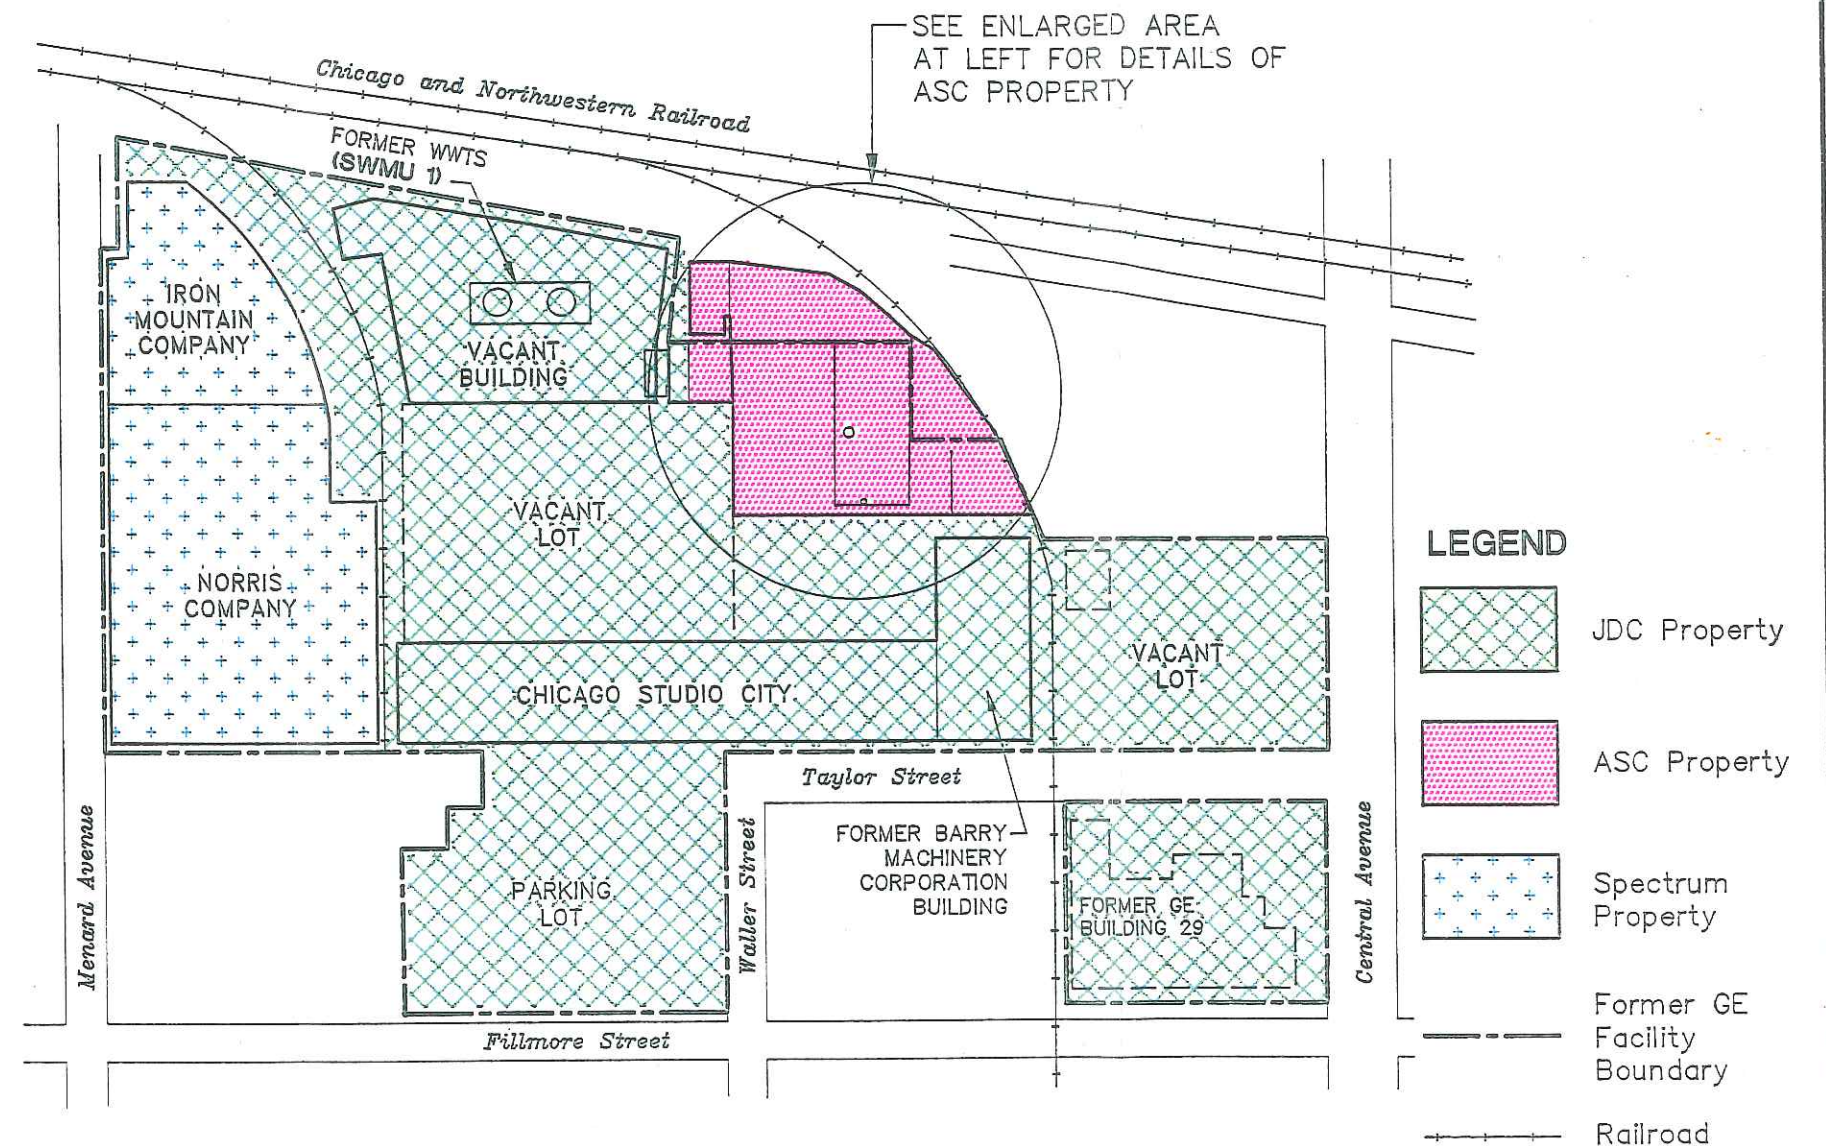 SEE ENLARGED AREA
AT LEFT FOR DETAILS OF
ASC PROPERTY
Chicago and Northwestern Railroad
FORMER WWTS
(SWMU 1)
IRON
MOUNTAIN
COMPANY
VACANT
BUILDING
NORRIS
COMPANY
VACANT
LOT
CHICAGO STUDIO CITY
VACANT
LOT
Taylor Street
FORMER BARRY
MACHINERY
CORPORATION
BUILDING
PARKING
LOT
FORMER GE
BUILDING 29
Menard Avenue
Waller Street
Central Avenue
Fillmore Street
LEGEND
JDC Property
ASC Property
Spectrum
Property
Former GE
Facility
Boundary
Railroad